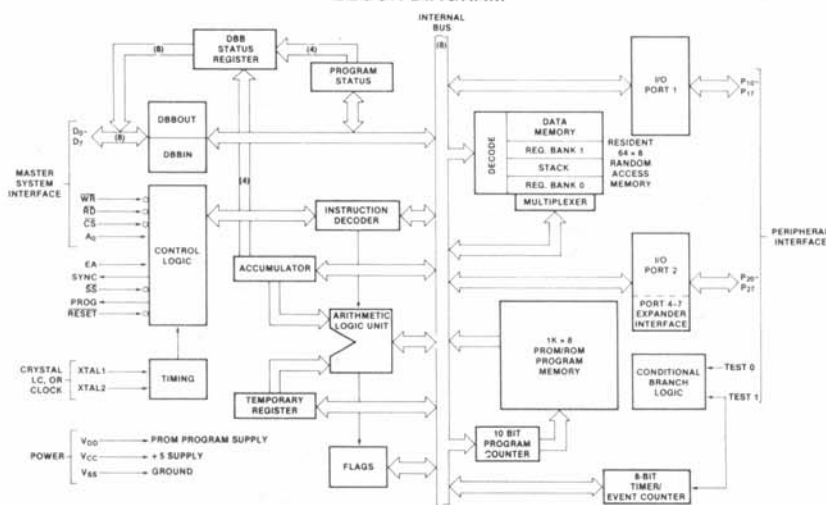 BLOCK DIAGRAM
INTERNAL
BUS
(8)
DBB
STATUS
REGISTER
(8)
(4)
PROGRAM
STATUS
I/O
PORT 1
P10–
P17
DBBOUT
DBBIN
D0–
D7
(8)
DECODE
DATA
MEMORY
REG. BANK 1
STACK
REG. BANK 0
MULTIPLEXER
RESIDENT
64 × 8
RANDOM
ACCESS
MEMORY
MASTER
SYSTEM
INTERFACE
(4)
WR
RD
CS
A0
EA
SYNC
SS
PROG
RESET
CONTROL
LOGIC
INSTRUCTION
DECODER
ACCUMULATOR
PERIPHERAL
INTERFACE
I/O
PORT 2
PORT 4–7
EXPANDER
INTERFACE
P20–
P27
ARITHMETIC
LOGIC UNIT
1K × 8
PROM/ROM
PROGRAM
MEMORY
CRYSTAL
LC, OR
CLOCK
XTAL1
XTAL2
TIMING
TEMPORARY
REGISTER
CONDITIONAL
BRANCH
LOGIC
TEST 0
TEST 1
10 BIT
PROGRAM
COUNTER
POWER
VDD PROM PROGRAM SUPPLY
VCC +5 SUPPLY
VSS GROUND
FLAGS
8-BIT
TIMER/
EVENT COUNTER